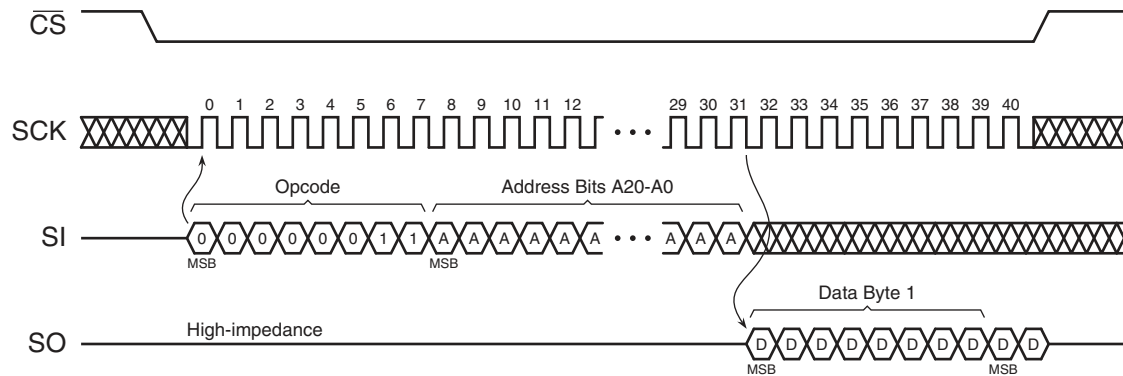 CS
0 1 2 3 4 5 6 7 8 9 10 11 12 29 30 31 32 33 34 35 36 37 38 39 40
SCK
Opcode Address Bits A20-A0
SI 0 0 0 0 0 0 1 1 A A A A A A A A A
MSB MSB
Data Byte 1
High-impedance
SO D D D D D D D D D D
MSB MSB